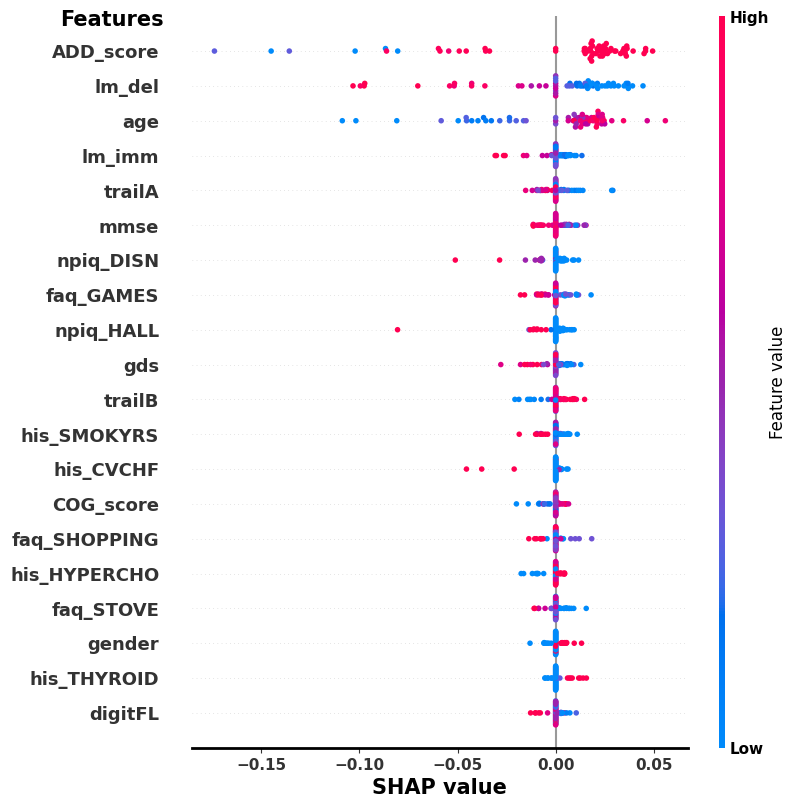 Features
High
ADD_score
lm_del
age
lm_imm
trailA
mmse
npiq_DISN
faq_GAMES
npiq_HALL
gds
trailB
his_SMOKYRS
his_CVCHF
COG_score
faq_SHOPPING
his_HYPERCHO
faq_STOVE
gender
his_THYROID
digitFL
Feature value
Low
−0.15 −0.10 −0.05 0.00 0.05
SHAP value